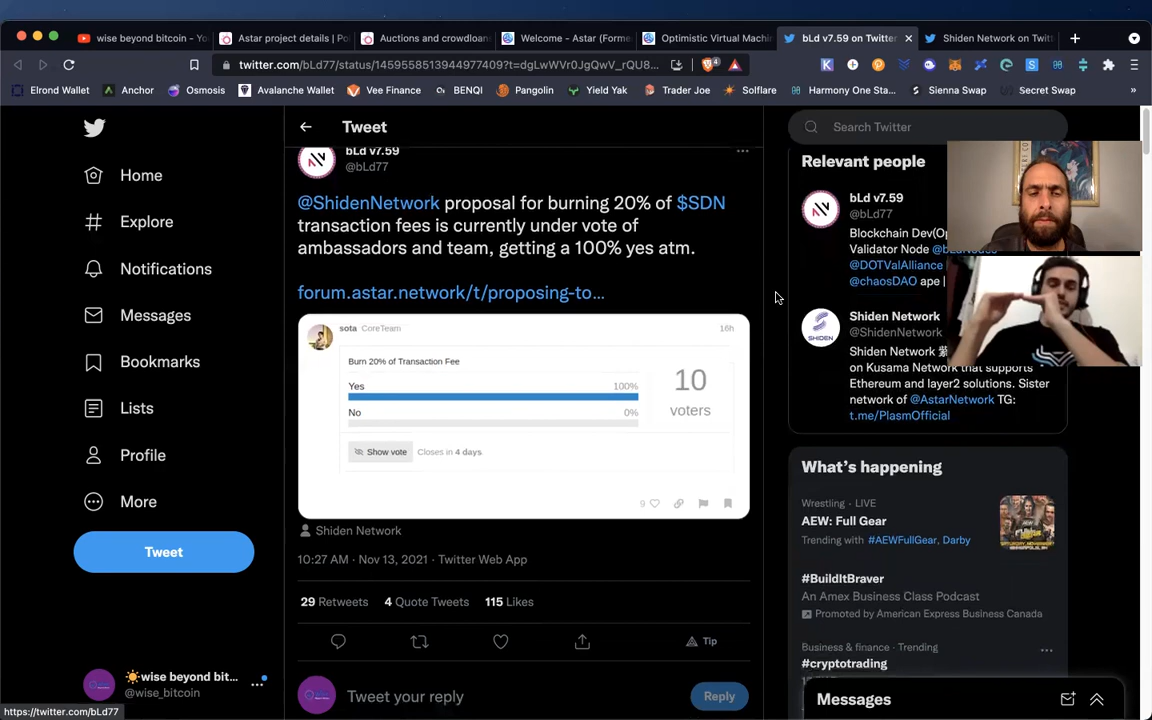 wise beyond bitcoin - Yo
Astar project details | Pol
Auctions and crowdloans
Welcome - Astar (Forme
Optimistic Virtual Machin
bLd v7.59 on Twitter
Shiden Network on Twitt
twitter.com/bLd77/status/1459558513944977409?t=dgLwWVr0JgQwV_rQU8...
Elrond Wallet
Anchor
Osmosis
Avalanche Wallet
Vee Finance
BENQI
Pangolin
Yield Yak
Trader Joe
Solflare
Harmony One Sta...
Sienna Swap
Secret Swap
Home
Explore
Notifications
Messages
Bookmarks
Lists
Profile
More
Tweet
wise beyond bit...
@wise_bitcoin
https://twitter.com/bLd77
Tweet
bLd v7.59
@bLd77
@ShidenNetwork proposal for burning 20% of $SDN
transaction fees is currently under vote of
ambassadors and team, getting a 100% yes atm.
forum.astar.network/t/proposing-to...
sota CoreTeam
16h
Burn 20% of Transaction Fee
Yes 100%
No 0%
10
voters
Show vote Closes in 4 days
9
Shiden Network
10:27 AM · Nov 13, 2021 · Twitter Web App
29 Retweets 4 Quote Tweets 115 Likes
Tip
Tweet your reply
Reply
Search Twitter
Relevant people
bLd v7.59
@bLd77
Blockchain Dev(Op
Validator Node
@DOTValAlliance
@chaosDAO ape |
Shiden Network
@ShidenNetwork
SHIDEN
Shiden Network 紫
on Kusama Network that supports
Ethereum and layer2 solutions. Sister
network of @AstarNetwork TG:
t.me/PlasmOfficial
What's happening
Wrestling · LIVE
AEW: Full Gear
Trending with #AEWFullGear, Darby
#BuildItBraver
An Amex Business Class Podcast
Promoted by American Express Business Canada
Business & finance · Trending
#cryptotrading
Messages